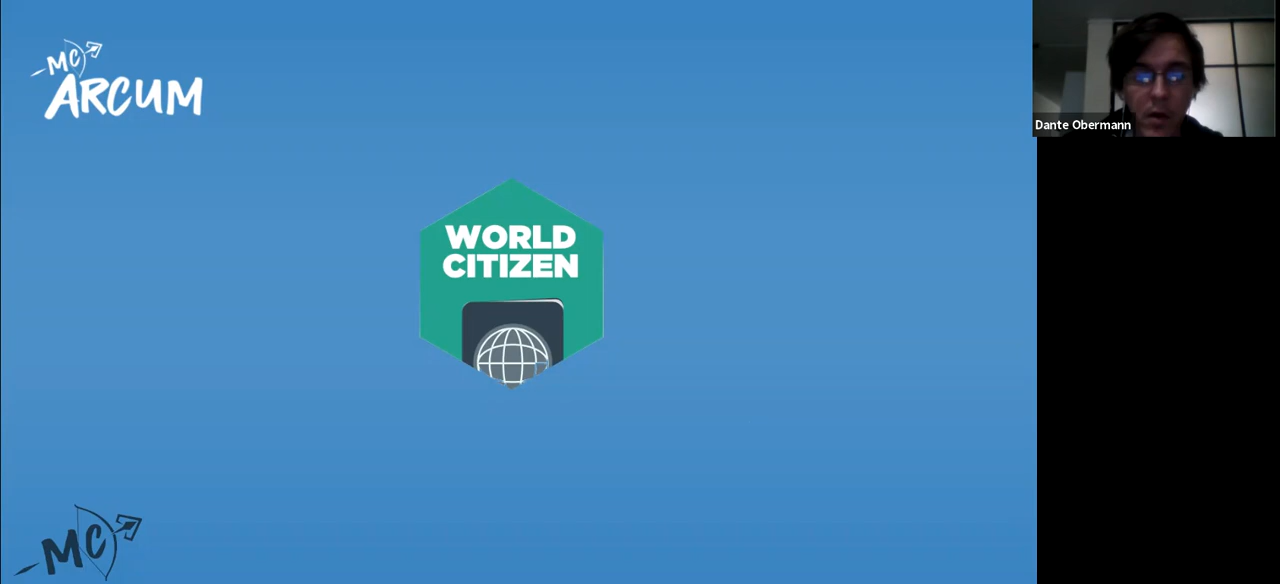 MC
ARCUM
Dante Obermann
WORLD
CITIZEN
MC